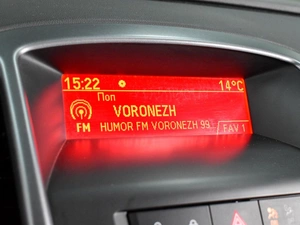 15:22 14°C
Поп
VORONEZH
FM HUMOR FM VORONEZH 99. FAV 1